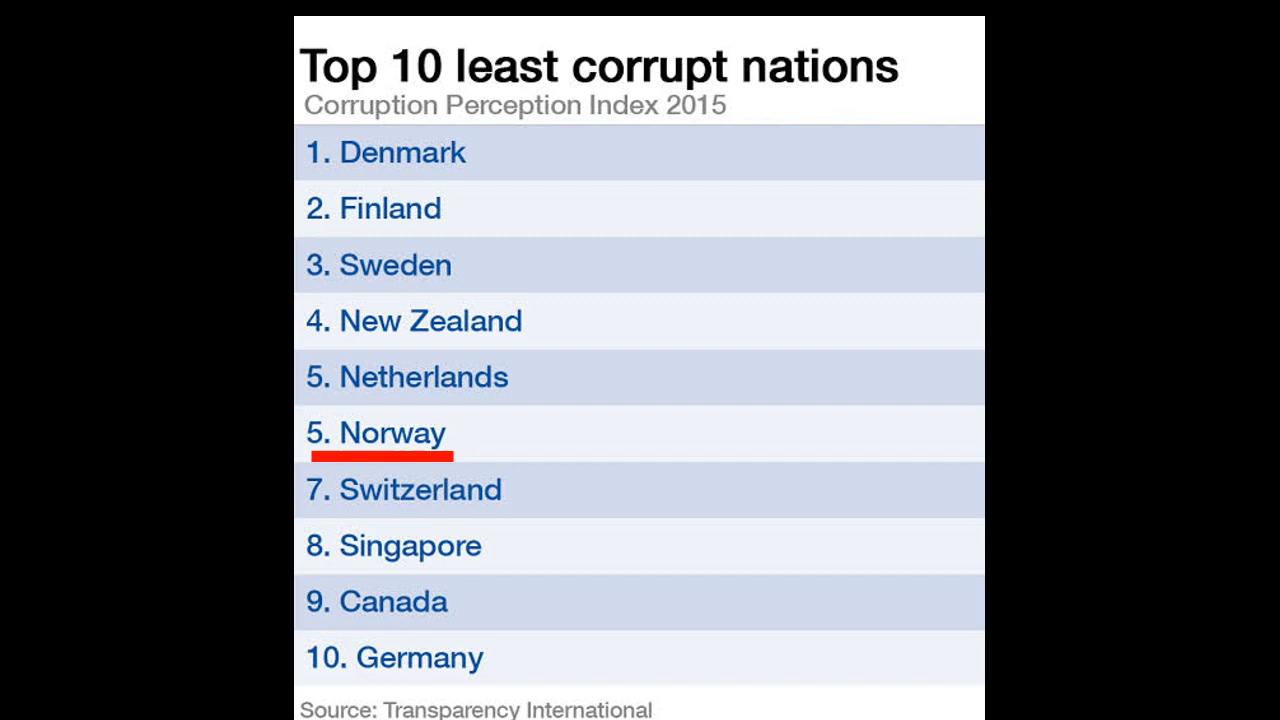 Top 10 least corrupt nations
Corruption Perception Index 2015
1. Denmark
2. Finland
3. Sweden
4. New Zealand
5. Netherlands
5. Norway
7. Switzerland
8. Singapore
9. Canada
10. Germany
Source: Transparency International